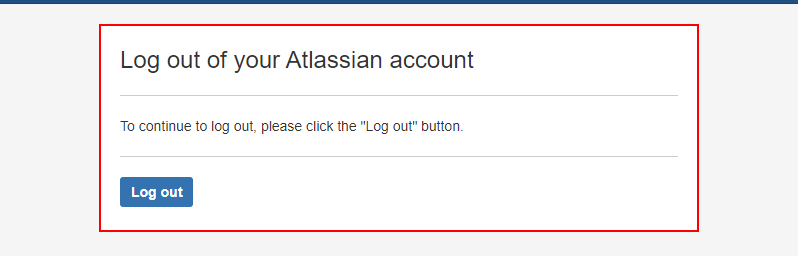 Log out of your Atlassian account
To continue to log out, please click the "Log out" button.
Log out